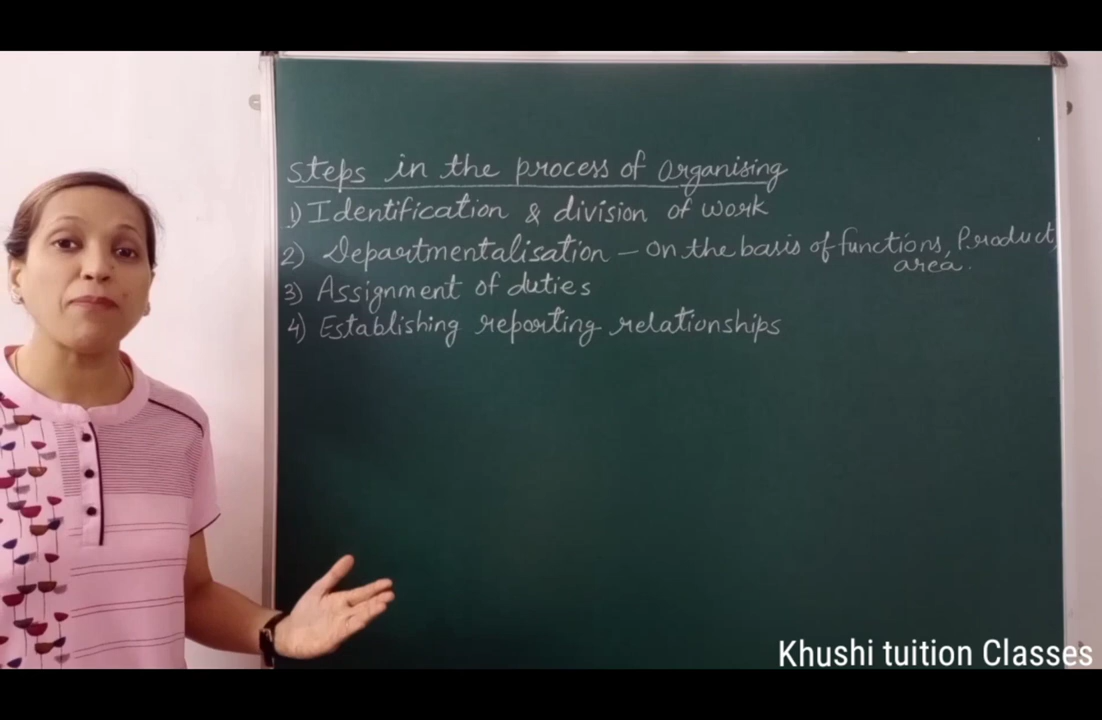 Steps in the process of Organising
1) Identification & division of work
2) Departmentalisation – on the basis of functions, Product, area.
3) Assignment of duties
4) Establishing reporting relationships
Khushi tuition Classes